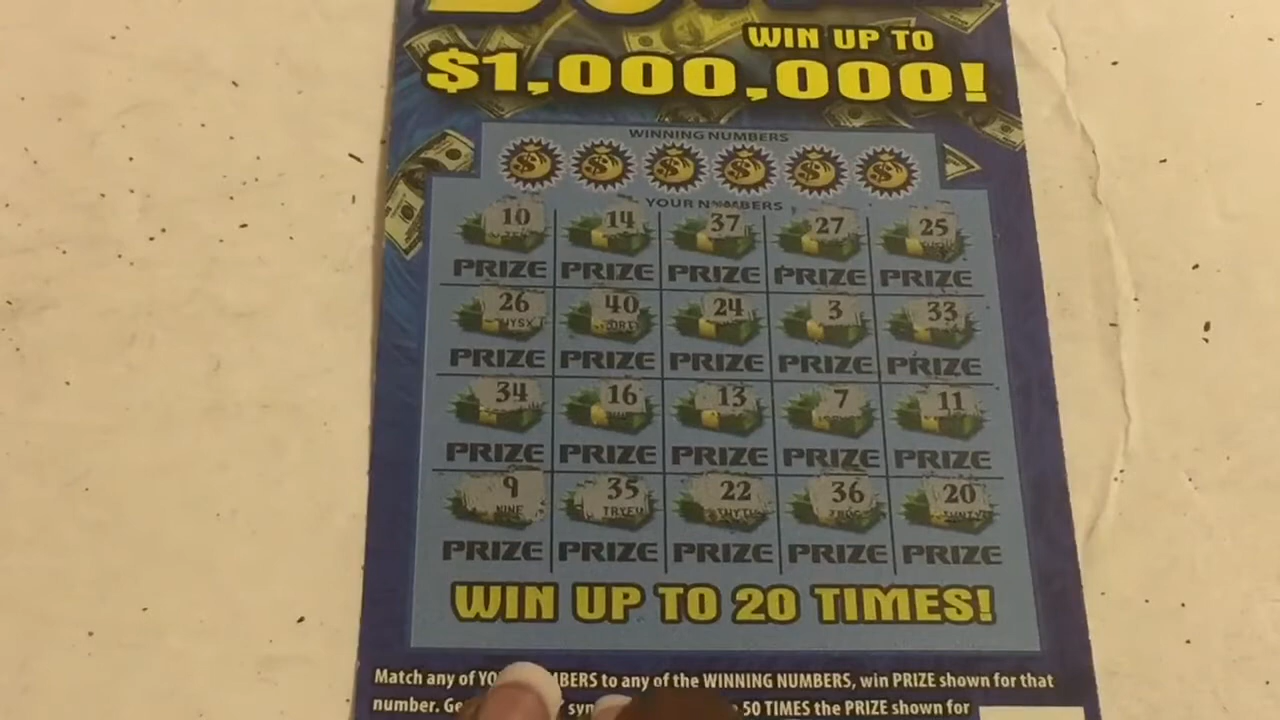 WIN UP TO
$1,000,000!
WINNING NUMBERS
YOUR NUMBERS
10 14 37 27 25
PRIZE PRIZE PRIZE PRIZE PRIZE
26 40 24 3 33
PRIZE PRIZE PRIZE PRIZE PRIZE
34 16 13 7 11
PRIZE PRIZE PRIZE PRIZE PRIZE
9 35 22 36 20
NINE
PRIZE PRIZE PRIZE PRIZE PRIZE
WIN UP TO 20 TIMES!
Match any of YO BERS to any of the WINNING NUMBERS, win PRIZE shown for that
number. 50 TIMES the PRIZE shown for